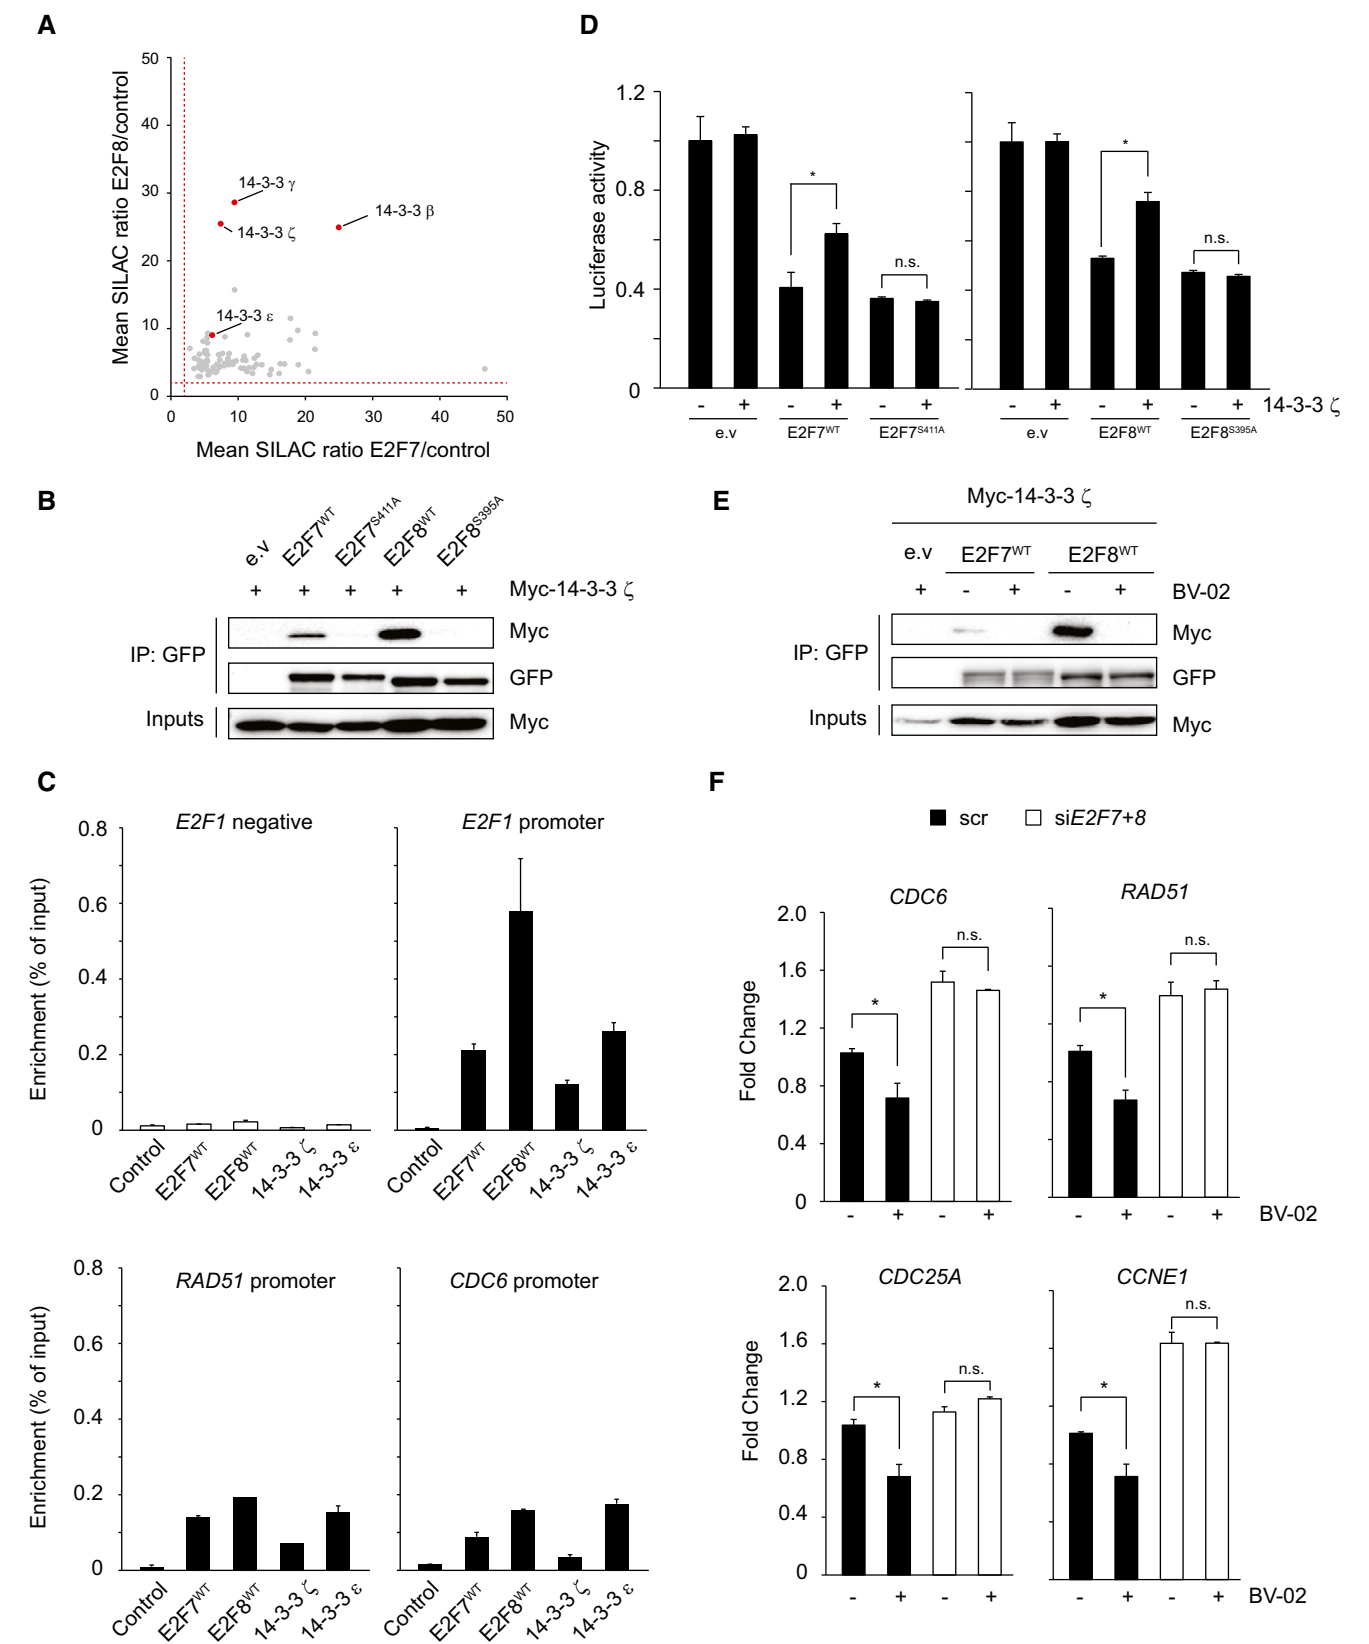 A
50
40
30
20
10
0
0 10 20 30 40 50
Mean SILAC ratio E2F8/control
Mean SILAC ratio E2F7/control
14-3-3 γ
14-3-3 β
14-3-3 ζ
14-3-3 ε
D
1.2
0.8
0.4
0
Luciferase activity
* n.s. * n.s.
- + - + - + - + - + - + 14-3-3 ζ
e.v E2F7WT E2F7S411A e.v E2F8WT E2F8S395A
B
e.v E2F7WT E2F7S411A E2F8WT E2F8S395A
+ + + + + Myc-14-3-3 ζ
IP: GFP
Myc
GFP
Inputs Myc
E
Myc-14-3-3 ζ
e.v E2F7WT E2F8WT
+ - + - + BV-02
IP: GFP
Myc
GFP
Inputs Myc
C
E2F1 negative
E2F1 promoter
0.8
0.6
0.4
0.2
0
Enrichment (% of input)
Control E2F7WT E2F8WT 14-3-3 ζ 14-3-3 ε
Control E2F7WT E2F8WT 14-3-3 ζ 14-3-3 ε
RAD51 promoter
CDC6 promoter
0.8
0.6
0.4
0.2
0
Enrichment (% of input)
Control E2F7WT E2F8WT 14-3-3 ζ 14-3-3 ε
Control E2F7WT E2F8WT 14-3-3 ζ 14-3-3 ε
F
scr siE2F7+8
CDC6
RAD51
2.0
1.6
1.2
0.8
0.4
0
Fold Change
* n.s. * n.s.
- + - + - + - + BV-02
CDC25A
CCNE1
2.0
1.6
1.2
0.8
0.4
0
Fold Change
* n.s. * n.s.
- + - + - + - + BV-02